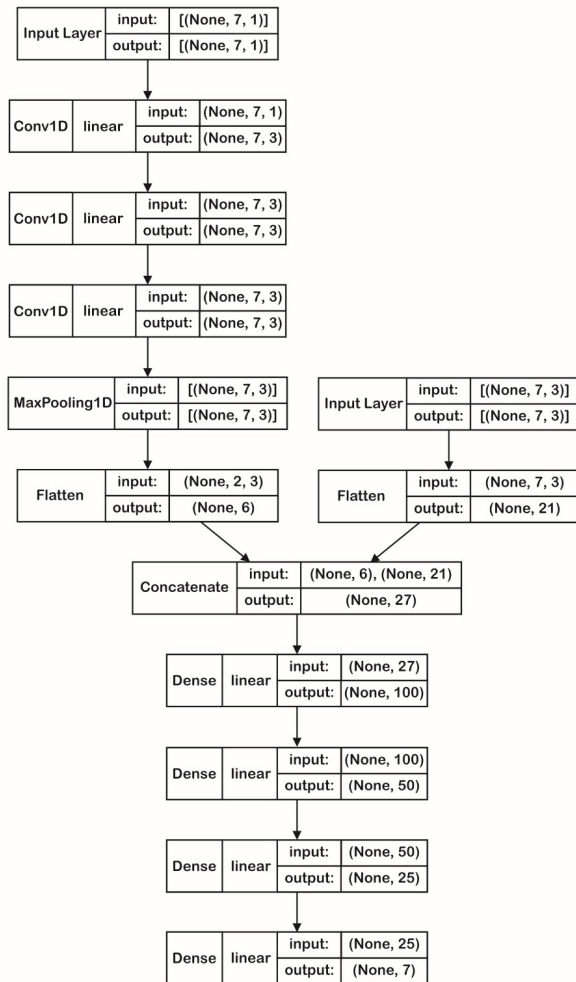 Input Layer input: [(None, 7, 1)]
output: [(None, 7, 1)]
Conv1D linear input: (None, 7, 1)
output: (None, 7, 3)
Conv1D linear input: (None, 7, 3)
output: (None, 7, 3)
Conv1D linear input: (None, 7, 3)
output: (None, 7, 3)
MaxPooling1D input: [(None, 7, 3)]
output: [(None, 7, 3)]
Input Layer input: [(None, 7, 3)]
output: [(None, 7, 3)]
Flatten input: (None, 2, 3)
output: (None, 6)
Flatten input: (None, 7, 3)
output: (None, 21)
Concatenate input: (None, 6), (None, 21)
output: (None, 27)
Dense linear input: (None, 27)
output: (None, 100)
Dense linear input: (None, 100)
output: (None, 50)
Dense linear input: (None, 50)
output: (None, 25)
Dense linear input: (None, 25)
output: (None, 7)